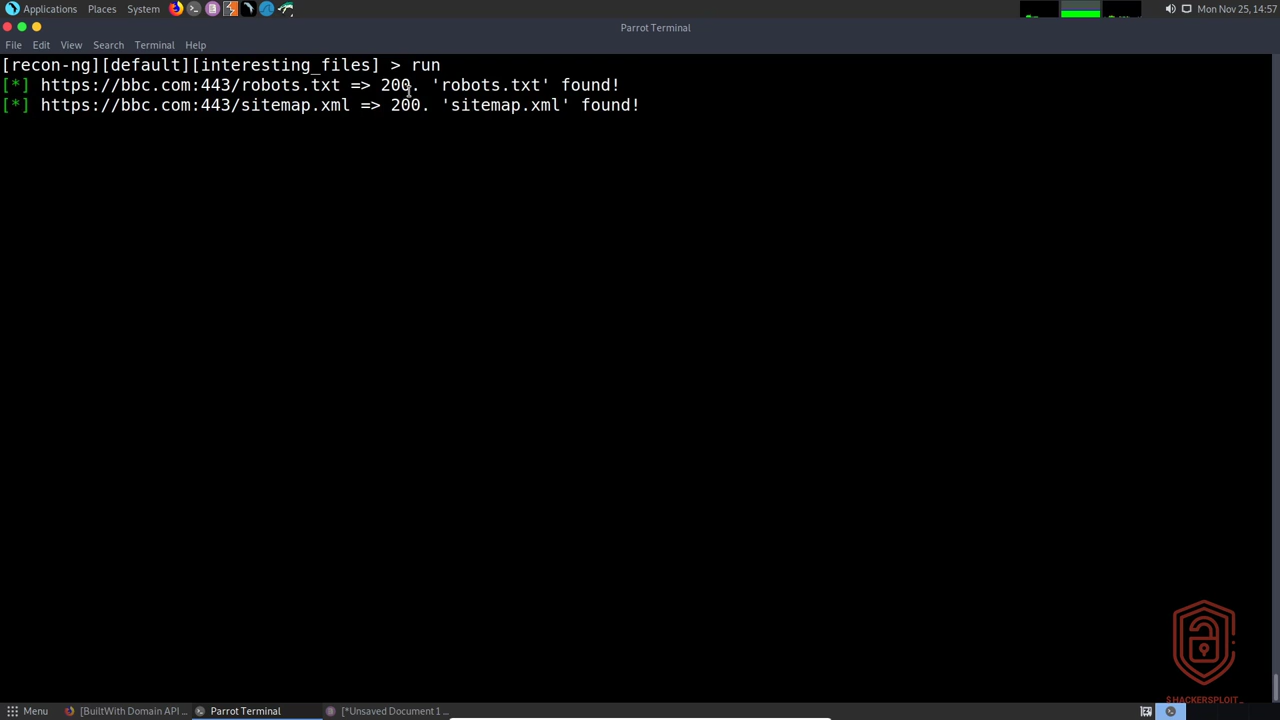 Applications Places System Mon Nov 25, 14:57
Parrot Terminal
File Edit View Search Terminal Help
[recon-ng][default][interesting_files] > run
[*] https://bbc.com:443/robots.txt => 200. 'robots.txt' found!
[*] https://bbc.com:443/sitemap.xml => 200. 'sitemap.xml' found!
HACKERSPLOIT_
Menu [BuiltWith Domain API ... Parrot Terminal [*Unsaved Document 1 ...